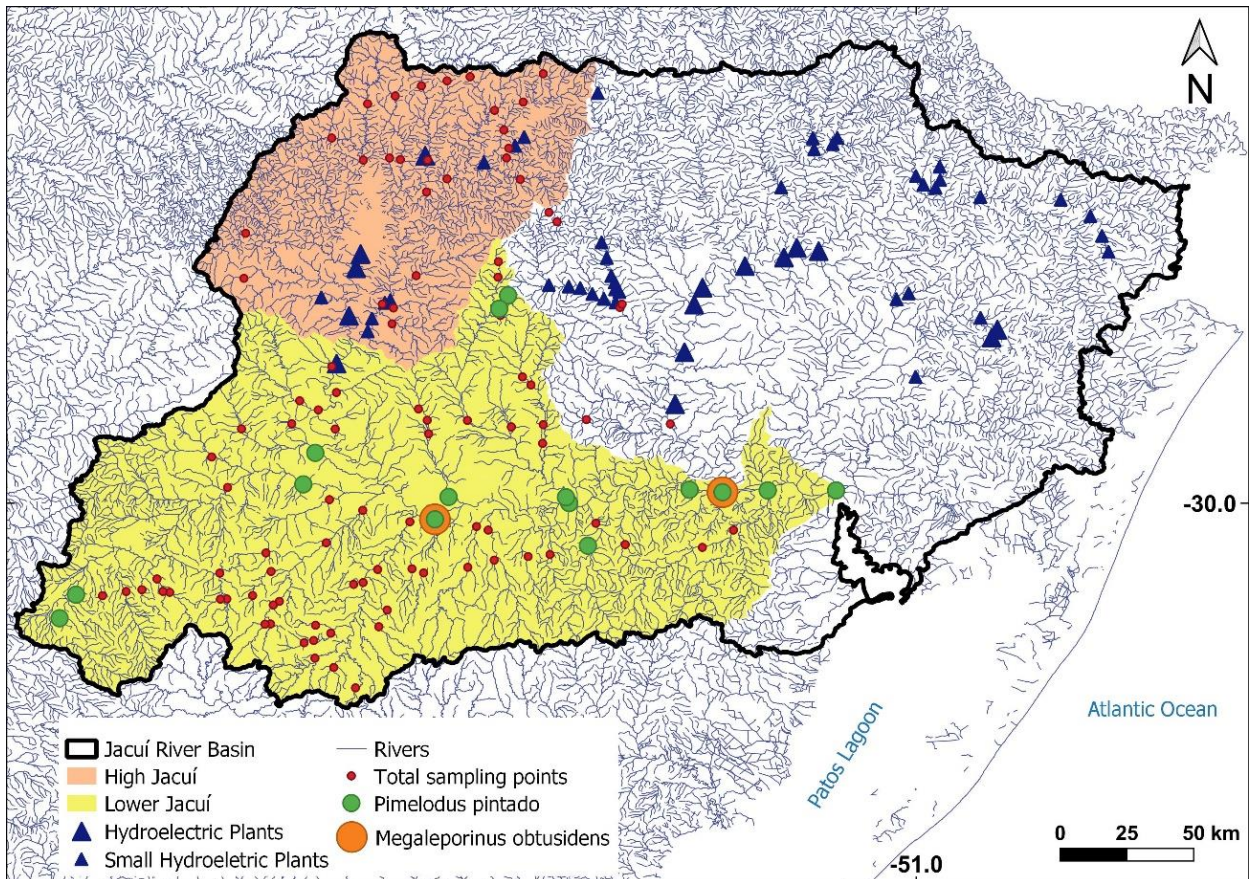 N
-30.0
Atlantic Ocean
Patos Lagoon
Jacuí River Basin
High Jacuí
Lower Jacuí
Hydroelectric Plants
Small Hydroeletric Plants
Rivers
Total sampling points
Pimelodus pintado
Megaleporinus obtusidens
0 25 50 km
-51.0